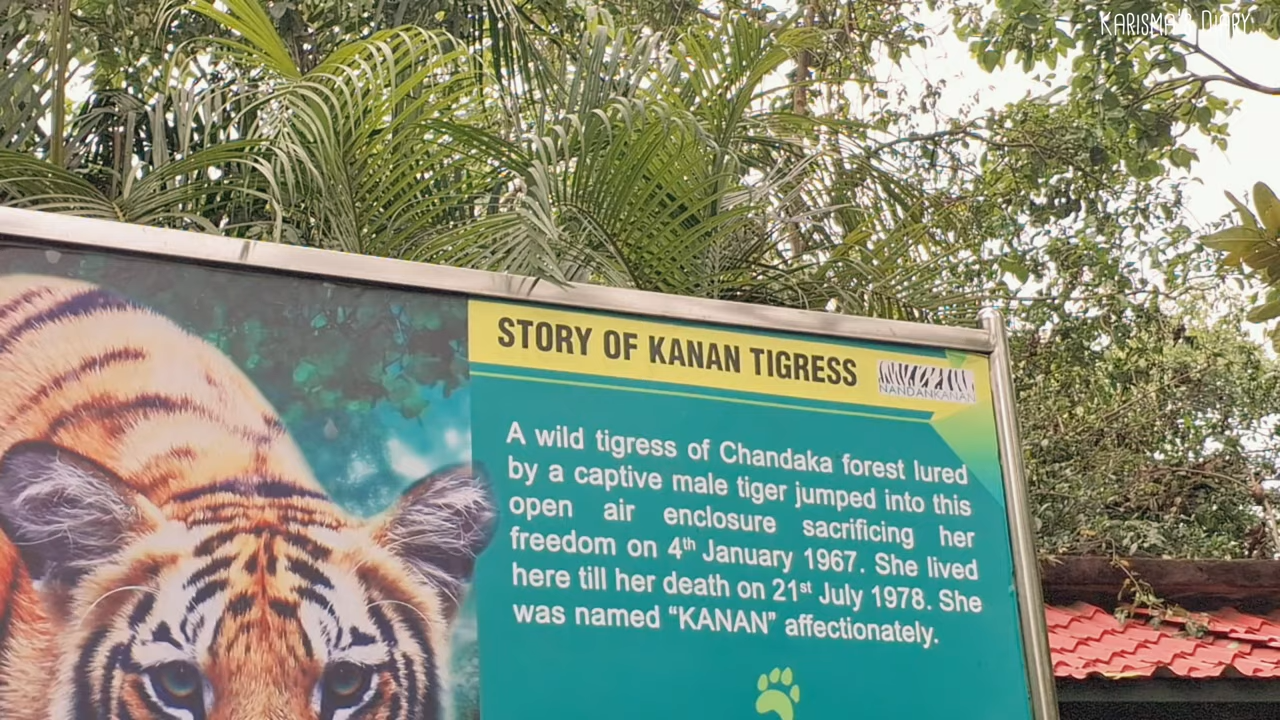 KARISMA'S DIARY...
STORY OF KANAN TIGRESS
NANDANKANAN
A wild tigress of Chandaka forest lured
by a captive male tiger jumped into this
open air enclosure sacrificing her
freedom on 4th January 1967. She lived
here till her death on 21st July 1978. She
was named “KANAN” affectionately.